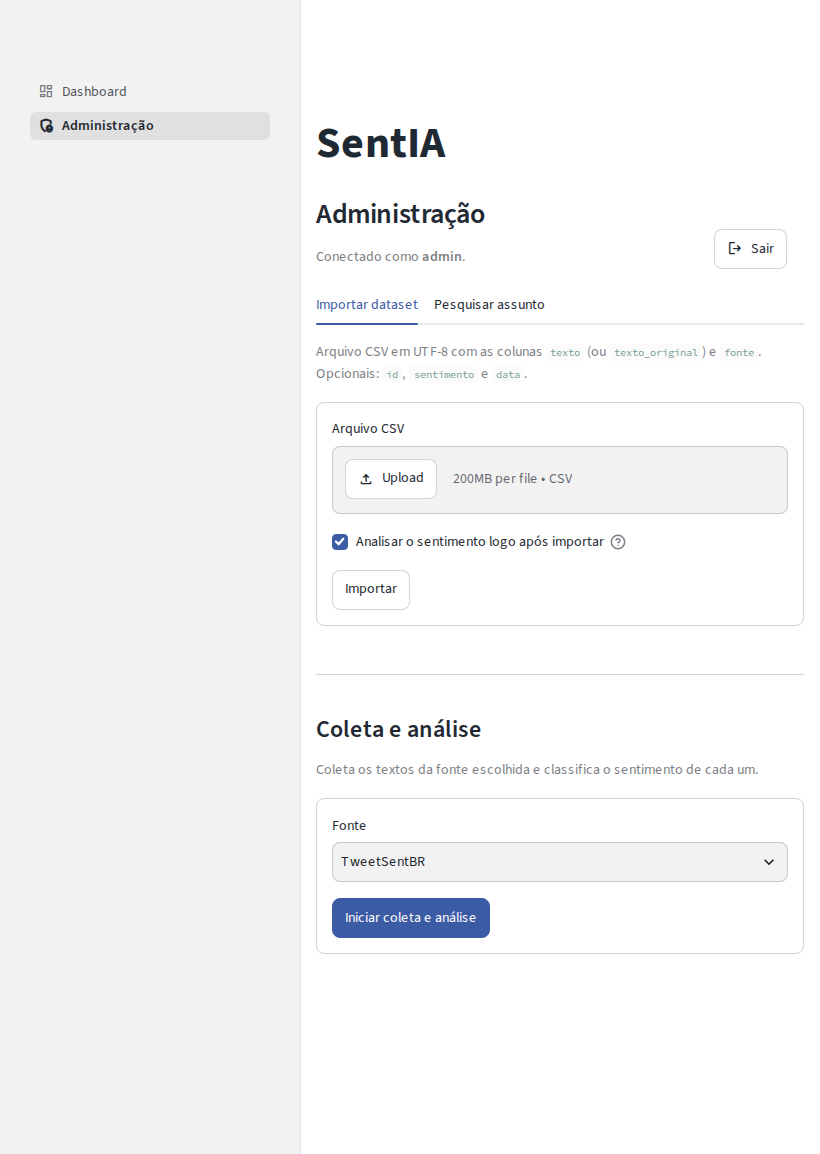 Dashboard
Administração
SentIA
Administração
Conectado como admin.
Sair
Importar dataset
Pesquisar assunto
Arquivo CSV em UTF-8 com as colunas texto (ou texto_original) e fonte.
Opcionais: id, sentimento e data.
Arquivo CSV
Upload
200MB per file • CSV
Analisar o sentimento logo após importar
Importar
Coleta e análise
Coleta os textos da fonte escolhida e classifica o sentimento de cada um.
Fonte
TweetSentBR
Iniciar coleta e análise